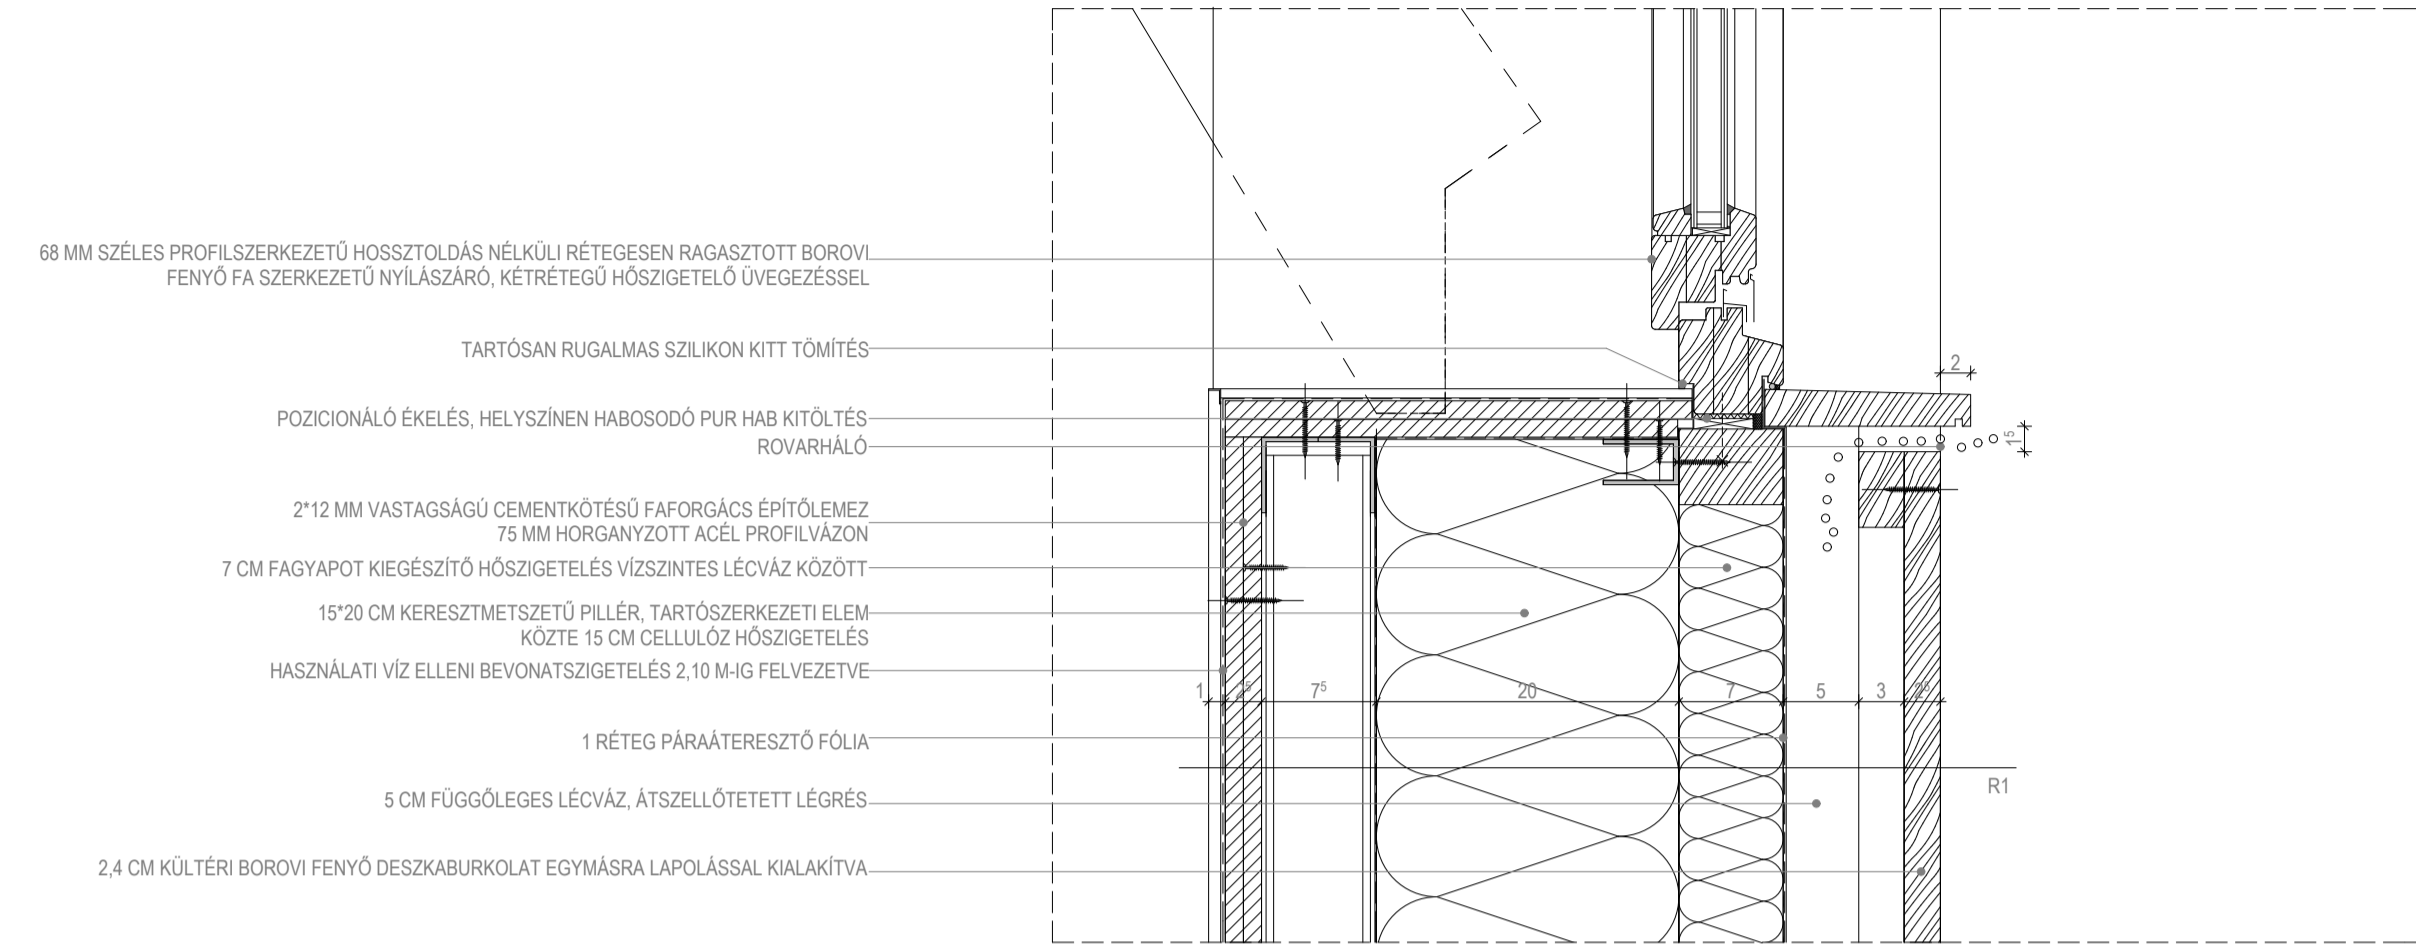 68 MM SZÉLES PROFILSZERKEZETŰ HOSSZTOLDÁS NÉLKÜLI RÉTEGESEN RAGASZTOTT BOROVI
FENYŐ FA SZERKEZETŰ NYÍLÁSZÁRÓ, KÉTRÉTEGŰ HŐSZIGETELŐ ÜVEGEZÉSSEL
TARTÓSAN RUGALMAS SZILIKON KITT TÖMÍTÉS
2
POZICIONÁLÓ ÉKELÉS, HELYSZÍNEN HABOSODÓ PUR HAB KITÖLTÉS
ROVARHÁLÓ
1⁵
2*12 MM VASTAGSÁGÚ CEMENTKÖTÉSŰ FAFORGÁCS ÉPÍTŐLEMEZ
75 MM HORGANYZOTT ACÉL PROFILVÁZON
7 CM FAGYAPOT KIEGÉSZÍTŐ HŐSZIGETELÉS VÍZSZINTES LÉCVÁZ KÖZÖTT
15*20 CM KERESZTMETSZETŰ PILLÉR, TARTÓSZERKEZETI ELEM
KÖZTE 15 CM CELLULÓZ HŐSZIGETELÉS
HASZNÁLATI VÍZ ELLENI BEVONATSZIGETELÉS 2,10 M-IG FELVEZETVE
1 2⁵ 7⁵ 20 7 5 3 2⁵
1 RÉTEG PÁRAÁTERESZTŐ FÓLIA
R1
5 CM FÜGGŐLEGES LÉCVÁZ, ÁTSZELLŐTETETT LÉGRÉS
2,4 CM KÜLTÉRI BOROVI FENYŐ DESZKABURKOLAT EGYMÁSRA LAPOLÁSSAL KIALAKÍTVA